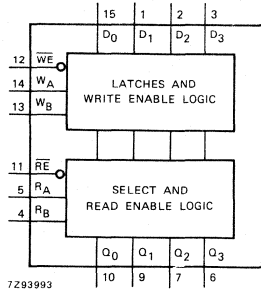 15 1 2 3
D0 D1 D2 D3
12 WE
14 WA
13 WB
LATCHES AND
WRITE ENABLE LOGIC
11 RE
5 RA
4 RB
SELECT AND
READ ENABLE LOGIC
Q0 Q1 Q2 Q3
10 9 7 6
7Z93993